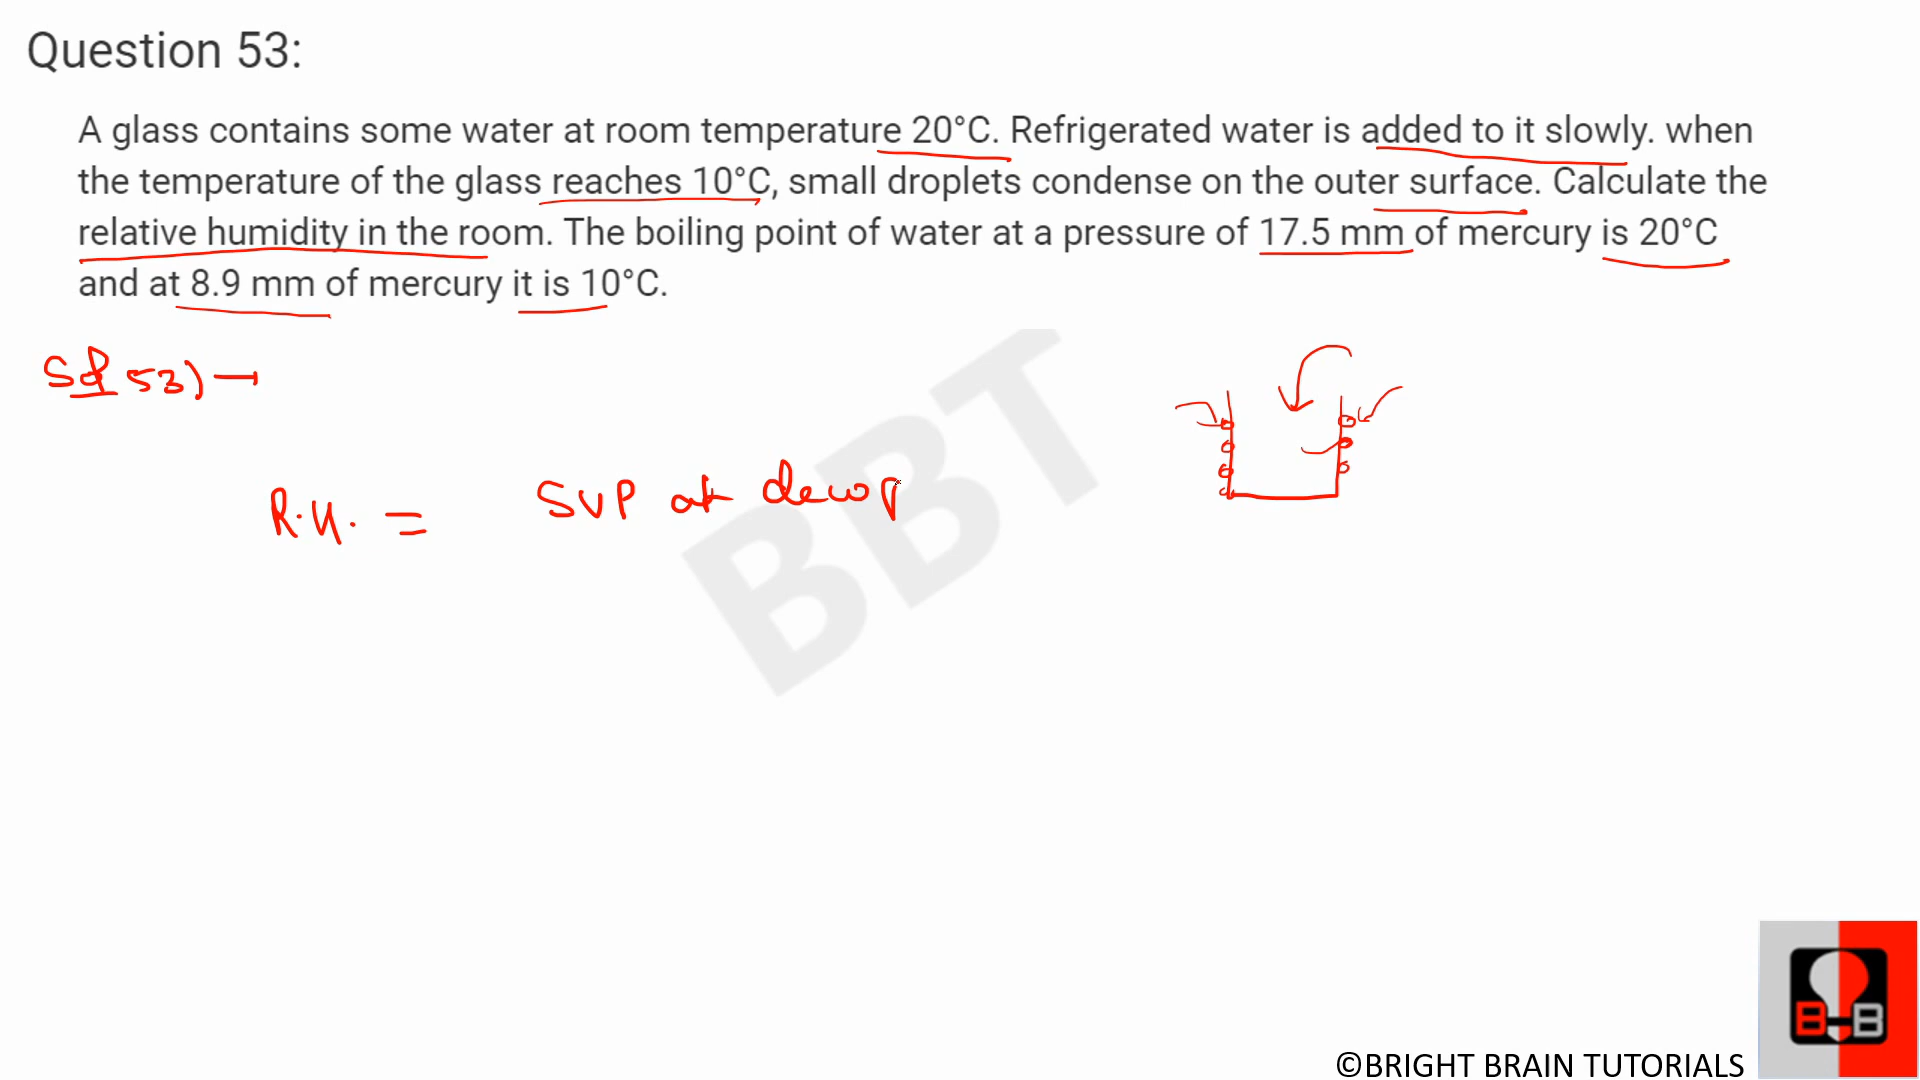 Question 53:
A glass contains some water at room temperature 20°C. Refrigerated water is added to it slowly. when
the temperature of the glass reaches 10°C, small droplets condense on the outer surface. Calculate the
relative humidity in the room. The boiling point of water at a pressure of 17.5 mm of mercury is 20°C
and at 8.9 mm of mercury it is 10°C.
Sol 53) →
R.H. = SVP at dew p
BBT
B-B
©BRIGHT BRAIN TUTORIALS